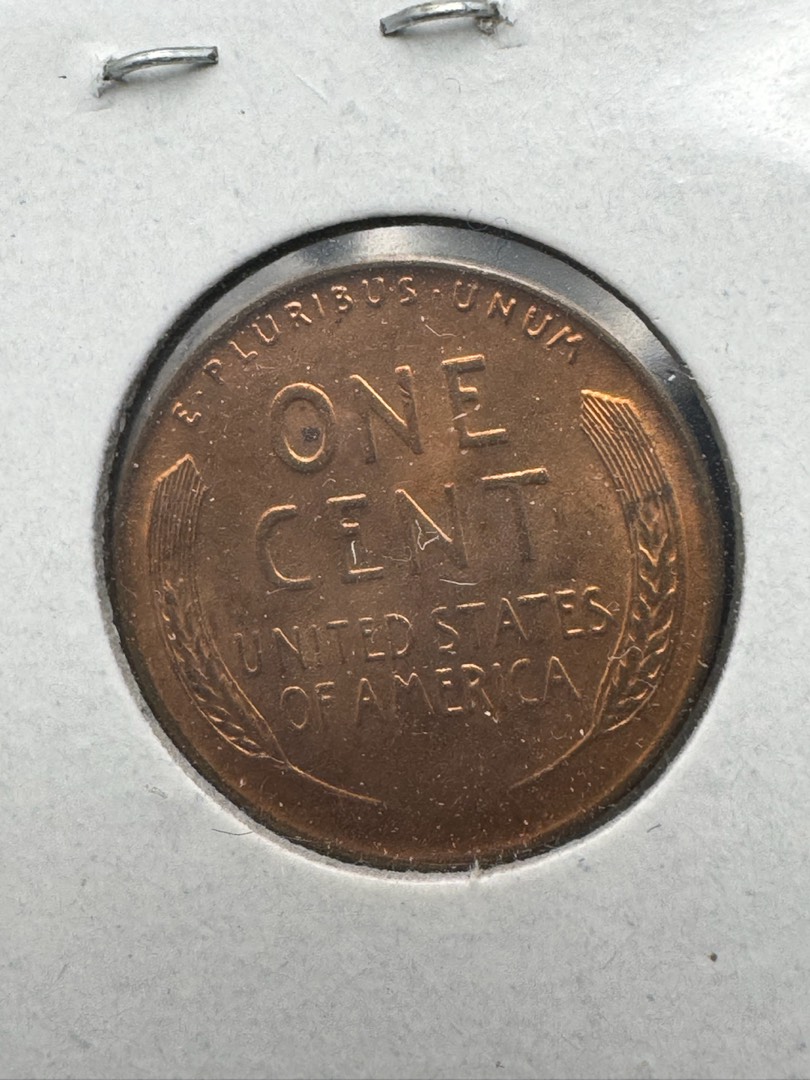 E·PLURIBUS·UNUM
ONE
CENT
UNITED STATES
OF AMERICA